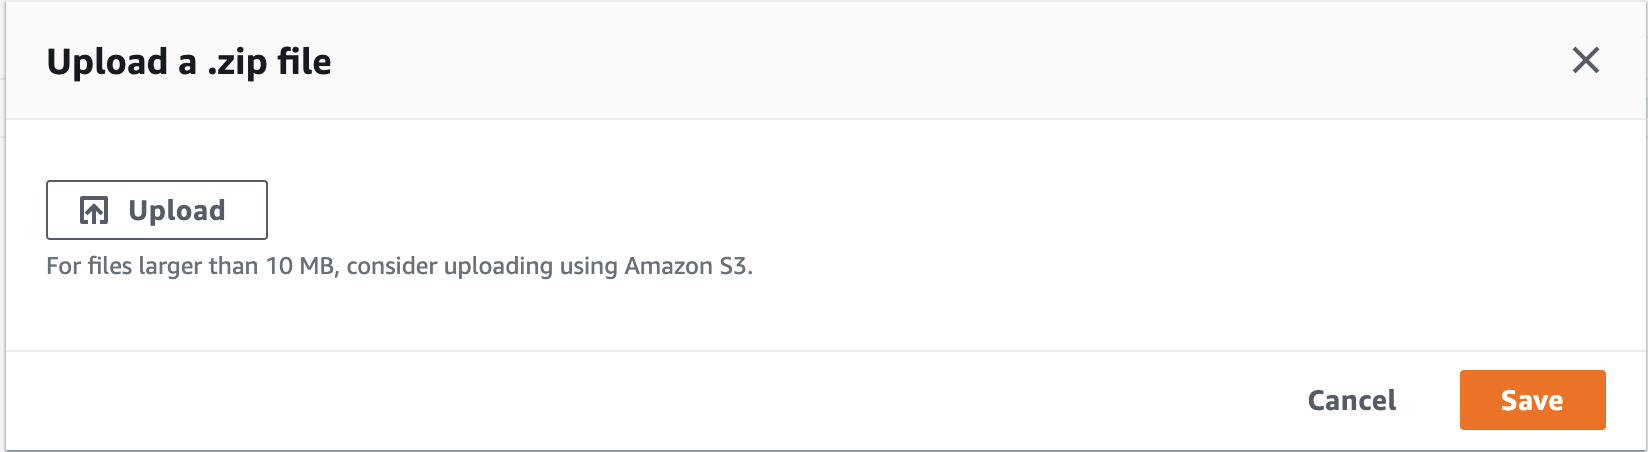 Upload a .zip file
Upload
For files larger than 10 MB, consider uploading using Amazon S3.
Cancel
Save